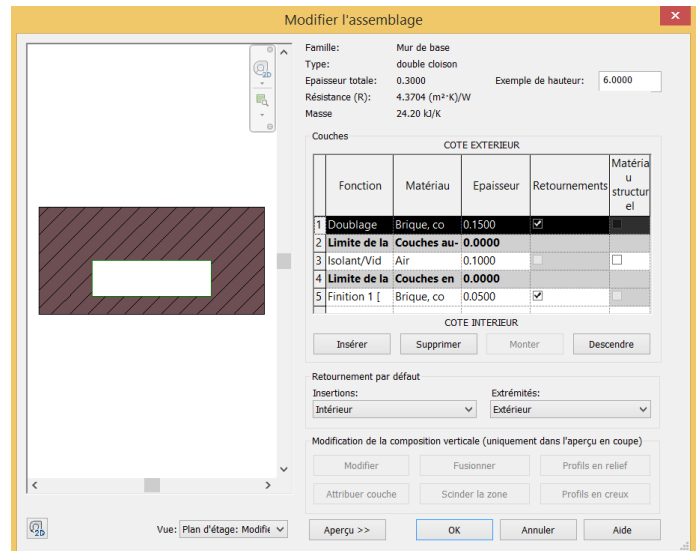 Modifier l'assemblage
Famille: Mur de base
Type: double cloison
Epaisseur totale: 0.3000 Exemple de hauteur: 6.0000
Résistance (R): 4.3704 (m²·K)/W
Masse 24.20 kJ/K
Couches
COTE EXTERIEUR
Fonction Matériau Epaisseur Retournements Matéria
u
structur
el
1 Doublage Brique, co 0.1500
2 Limite de la Couches au- 0.0000
3 Isolant/Vid Air 0.1000
4 Limite de la Couches en 0.0000
5 Finition 1 [ Brique, co 0.0500
COTE INTERIEUR
Insérer Supprimer Monter Descendre
Retournement par défaut
Insertions: Extrémités:
Intérieur Extérieur
Modification de la composition verticale (uniquement dans l'aperçu en coupe)
Modifier Fusionner Profils en relief
Attribuer couche Scinder la zone Profils en creux
2D
2D Vue: Plan d'étage: Modifie Aperçu >> OK Annuler Aide